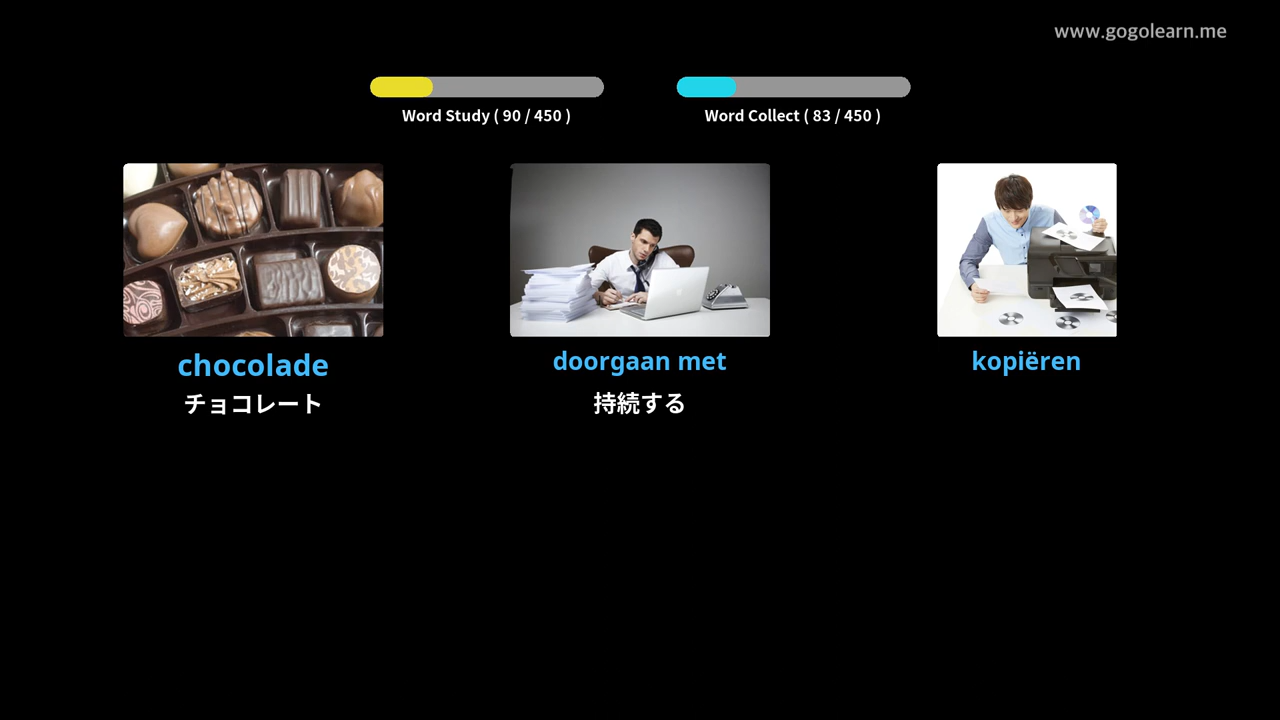 www.gogolearn.me
Word Study ( 90 / 450 )
Word Collect ( 83 / 450 )
chocolade
チョコレート
doorgaan met
持続する
kopiëren